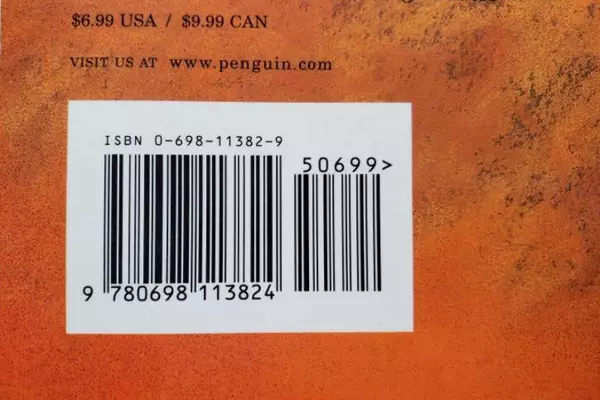 $6.99 USA / $9.99 CAN
VISIT US AT www.penguin.com
ISBN 0-698-11382-9
50699>
9 780698 113824